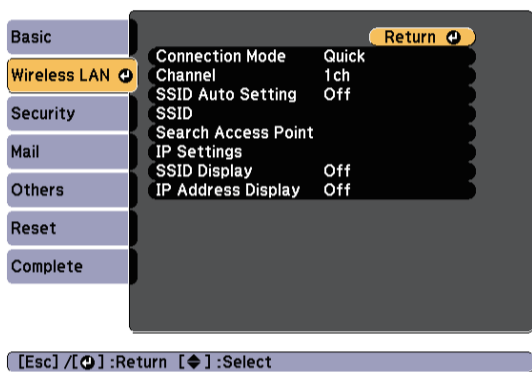 Basic
Wireless LAN
Security
Mail
Others
Reset
Complete
Return
Connection Mode Quick
Channel 1ch
SSID Auto Setting Off
SSID
Search Access Point
IP Settings
SSID Display Off
IP Address Display Off
[Esc] /[ ] :Return [ ] :Select